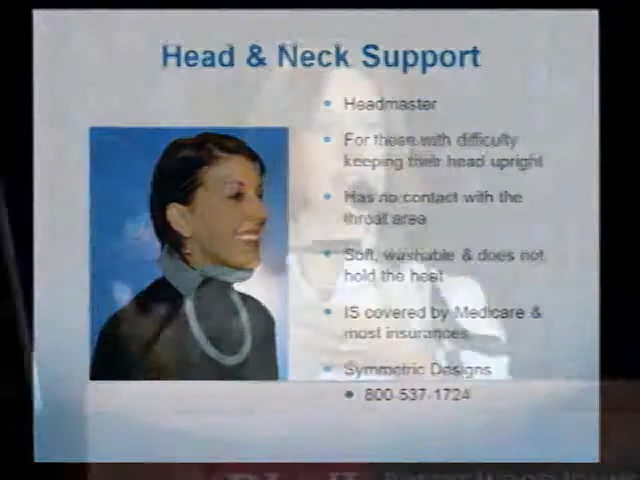 Head & Neck Support
Headmaster
For those with difficulty
keeping their head upright
Has no contact with the
throat area
Soft, washable & does not
hold the heat
IS covered by Medicare &
most insurances
Symmetric Designs
800-537-1724